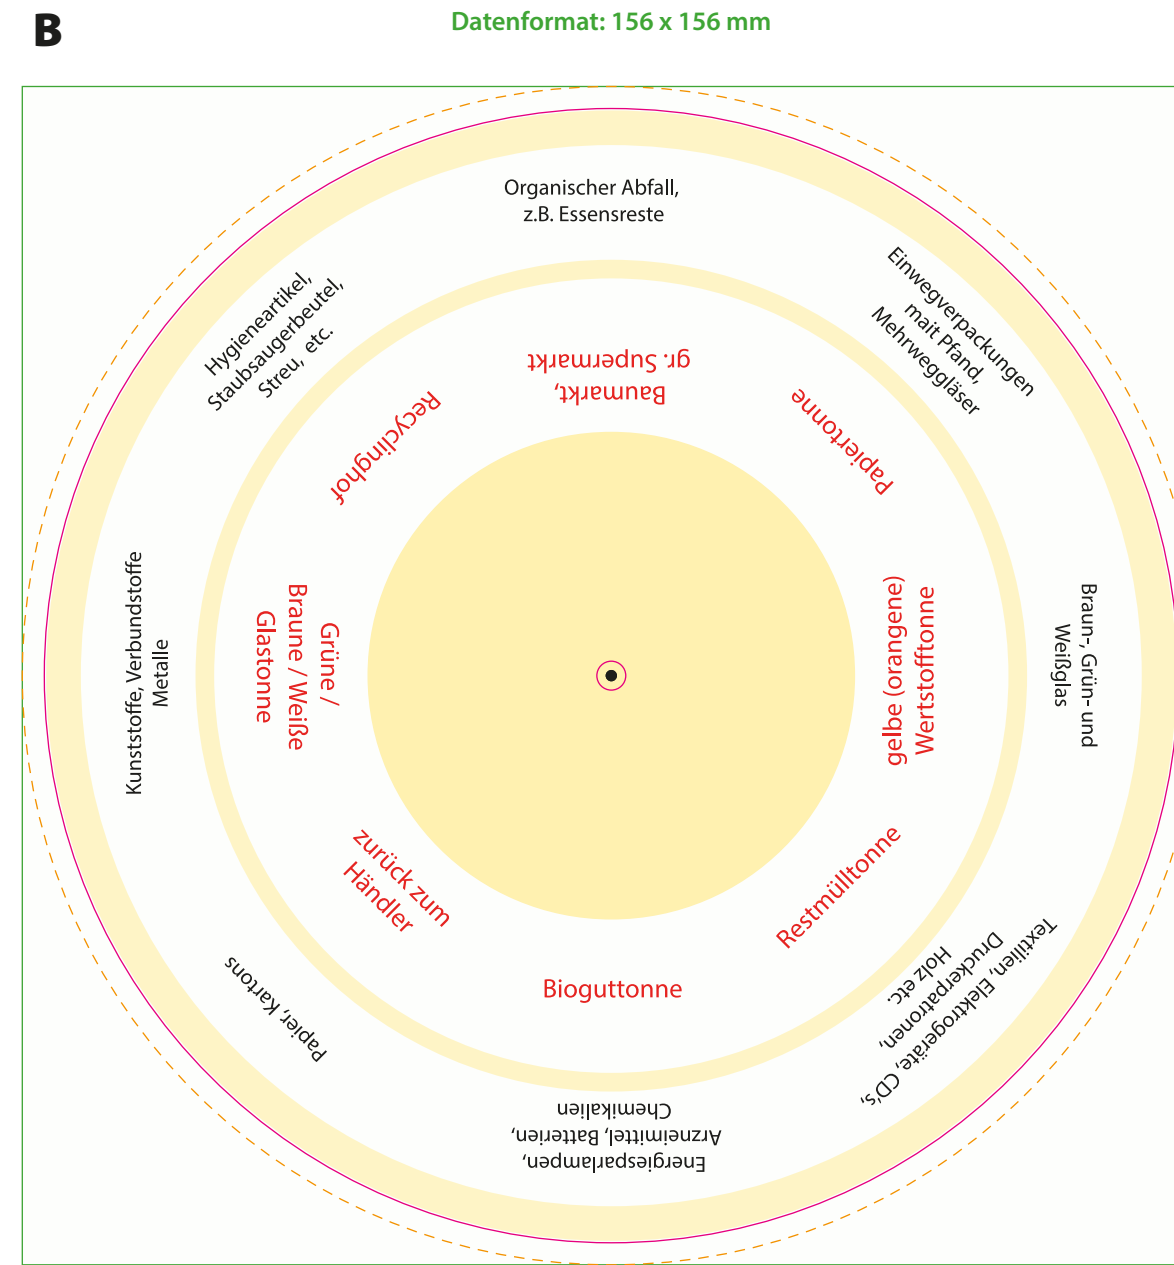 B
Datenformat: 156 x 156 mm
Organischer Abfall,
z.B. Essensreste
Einwegverpackungen
mait Pfand,
Mehrweggläser
Braun-, Grün- und
Weißglas
Textilien, Elektrogeräte, CD's,
Druckerpatronen,
Holz etc.
Energiesparlampen,
Arzneimittel, Batterien,
Chemikalien
Papier, Kartons
Kunststoffe, Verbundstoffe
Metalle
Hygieneartikel,
Staubsaugerbeutel,
Streu, etc.
Baumarkt,
gr. Supermarkt
Papiertonne
gelbe (orangene)
Wertstofftonne
Restmülltonne
Bioguttonne
zurück zum
Händler
Grüne /
Braune / Weiße
Glastonne
Recyclinghof